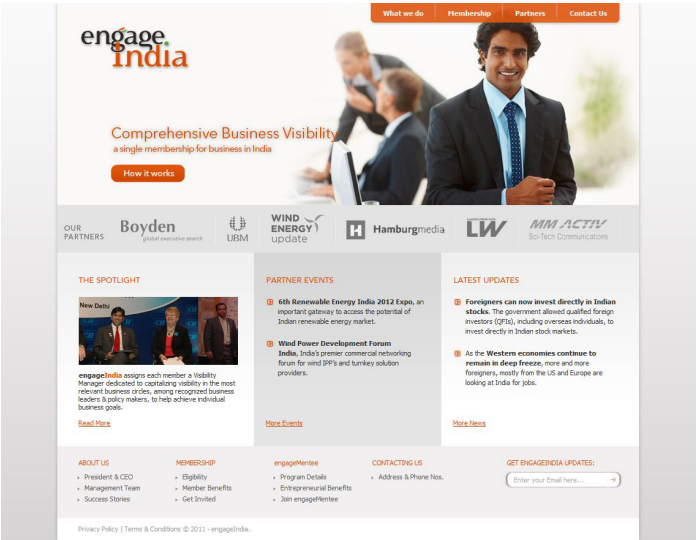 What we do
Membership
Partners
Contact Us
engage
India
Comprehensive Business Visibility
a single membership for business in India
How it works
OUR
PARTNERS
Boyden
global executive search
UBM
WIND
ENERGY
update
H
Hamburgmedia
LW
MM ACTIV
Sci-Tech Communications
THE SPOTLIGHT
New Delhi
engageIndia assigns each member a Visibility
Manager dedicated to capitalizing visibility in the most
relevant business circles, among recognized business
leaders & policy makers, to help achieve individual
business goals.
Read More
PARTNER EVENTS
6th Renewable Energy India 2012 Expo, an
important gateway to access the potential of
Indian renewable energy market.
Wind Power Development Forum
India, India's premier commercial networking
forum for wind IPP's and turnkey solution
providers.
More Events
LATEST UPDATES
Foreigners can now invest directly in Indian
stocks. The government allowed qualified foreign
investors (QFIs), including overseas individuals, to
invest directly in Indian stock markets.
As the Western economies continue to
remain in deep freeze, more and more
foreigners, mostly from the US and Europe are
looking at India for jobs.
More News
ABOUT US
President & CEO
Management Team
Success Stories
MEMBERSHIP
Eligibility
Member Benefits
Get Invited
engageMentee
Program Details
Entrepreneurial Benefits
Join engageMentee
CONTACTING US
Address & Phone Nos.
GET ENGAGEINDIA UPDATES:
Enter your Email here...
Privacy Policy | Terms & Conditions © 2011 - engageIndia.